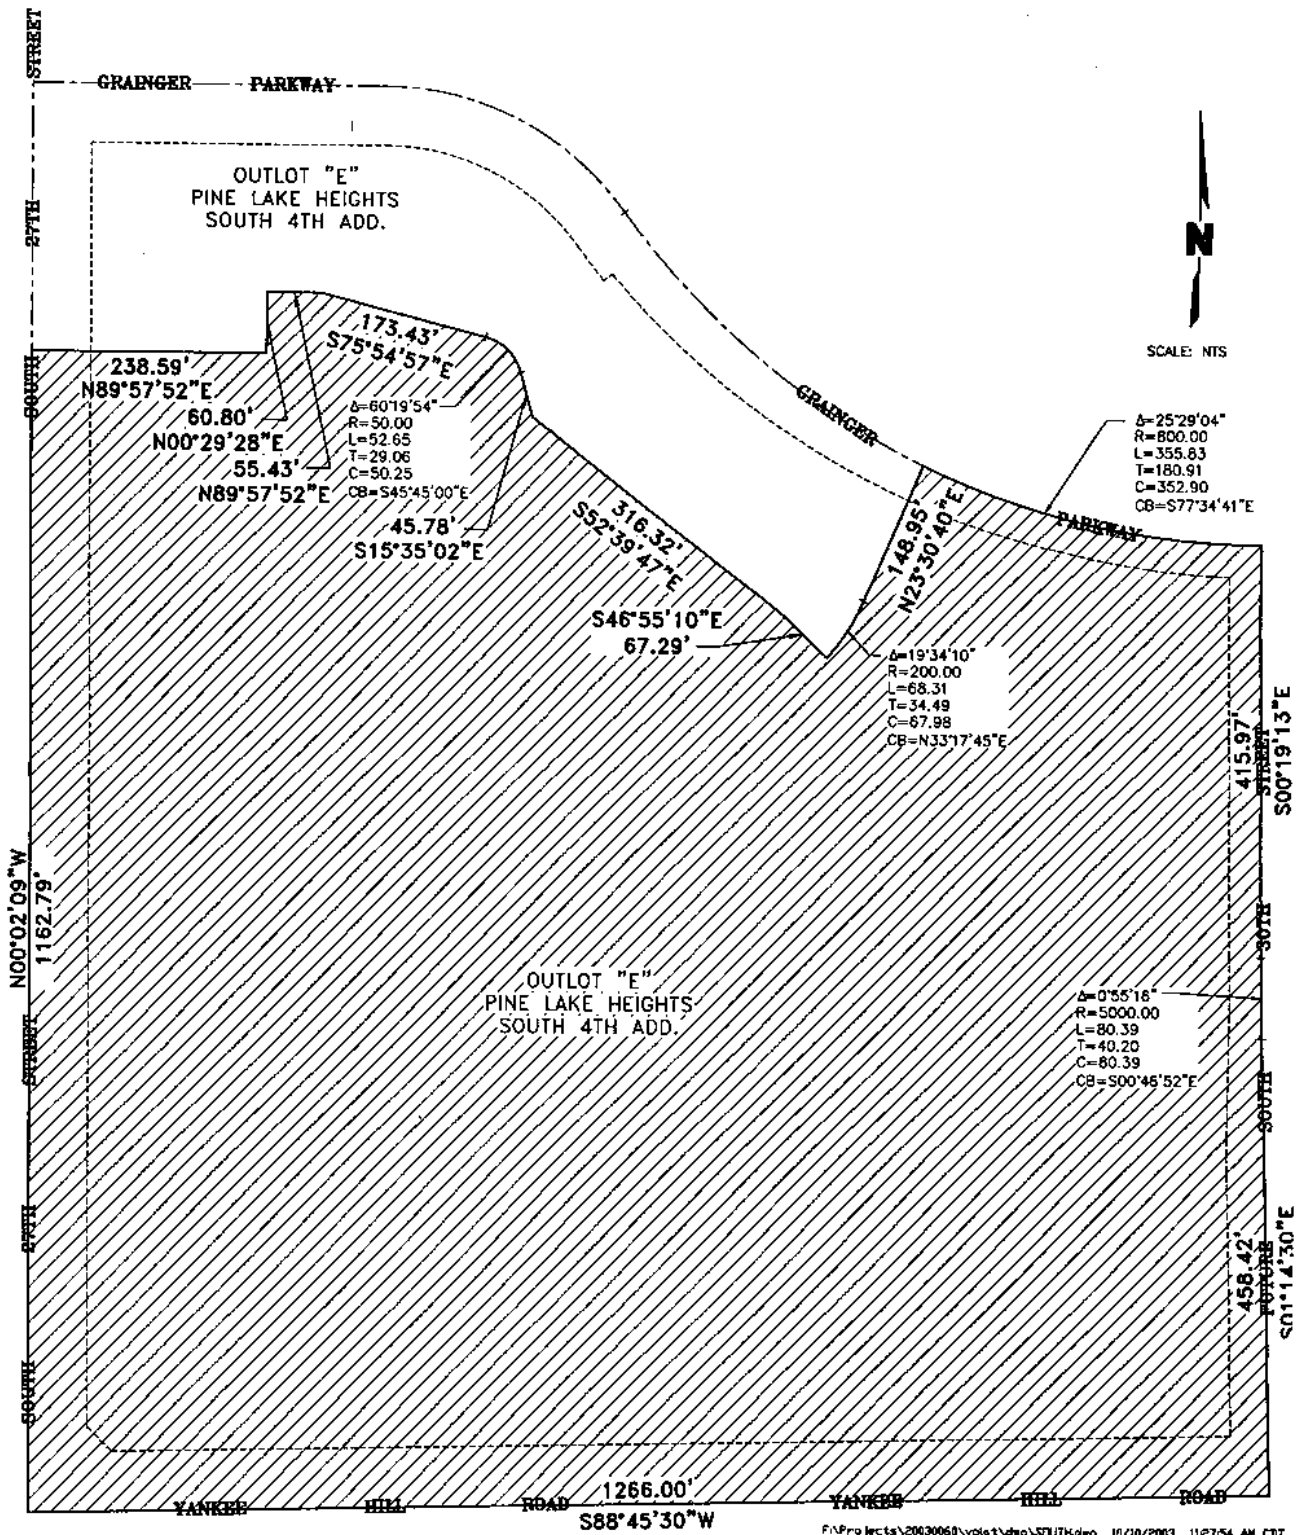 STREET
GRAINGER PARKWAY
27TH
SOUTH
OUTLOT "E"
PINE LAKE HEIGHTS
SOUTH 4TH ADD.
N
SCALE: NTS
238.59'
N89°57'52"E
60.80'
N00°29'28"E
55.43'
N89°57'52"E
173.43'
S75°54'57"E
Δ=60°19'54"
R=50.00
L=52.65
T=29.06
C=50.25
CB=S45°45'00"E
45.78'
S15°35'02"E
316.32'
S52°39'47"E
S46°55'10"E
67.29'
148.95'
N23°30'40"E
GRAINGER
PARKWAY
Δ=25°29'04"
R=800.00
L=355.83
T=180.91
C=352.90
CB=S77°34'41"E
Δ=19°34'10"
R=200.00
L=68.31
T=34.49
C=67.98
CB=N33°17'45"E
415.97'
S00°19'13"E
STREET
30TH
SOUTH
FUTURE
N00°02'09"W
1162.79'
OUTLOT "E"
PINE LAKE HEIGHTS
SOUTH 4TH ADD.
Δ=0°55'18"
R=5000.00
L=80.39
T=40.20
C=80.39
CB=S00°46'52"E
STREET
27TH
SOUTH
458.42'
S01°14'30"E
1266.00'
YANKEE HILL ROAD YANKEE HILL ROAD
S88°45'30"W
10/10/2003 11:27:54 AM CDT